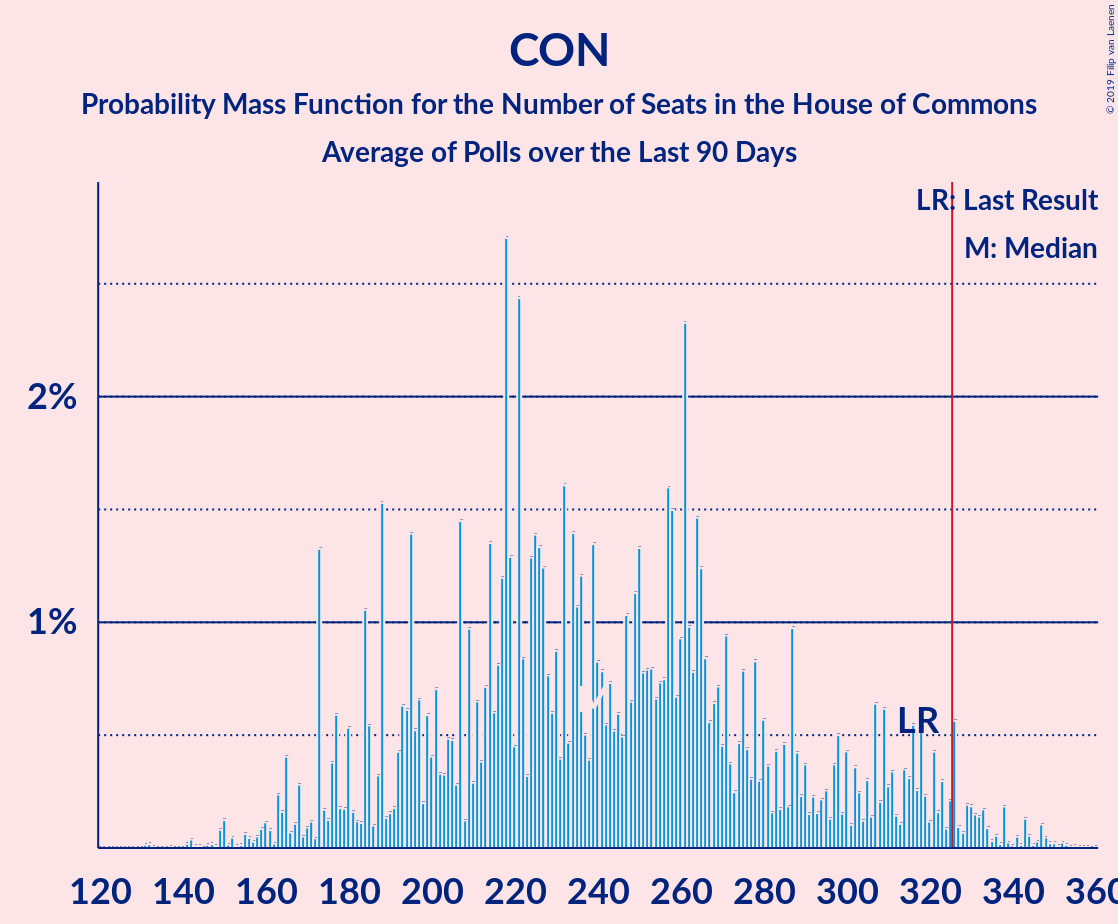 CON
Probability Mass Function for the Number of Seats in the House of Commons
Average of Polls over the Last 90 Days
© 2019 Filip van Laenen
LR: Last Result
M: Median
2%
1%
LR
120 140 160 180 200 220 240 260 280 300 320 340 360